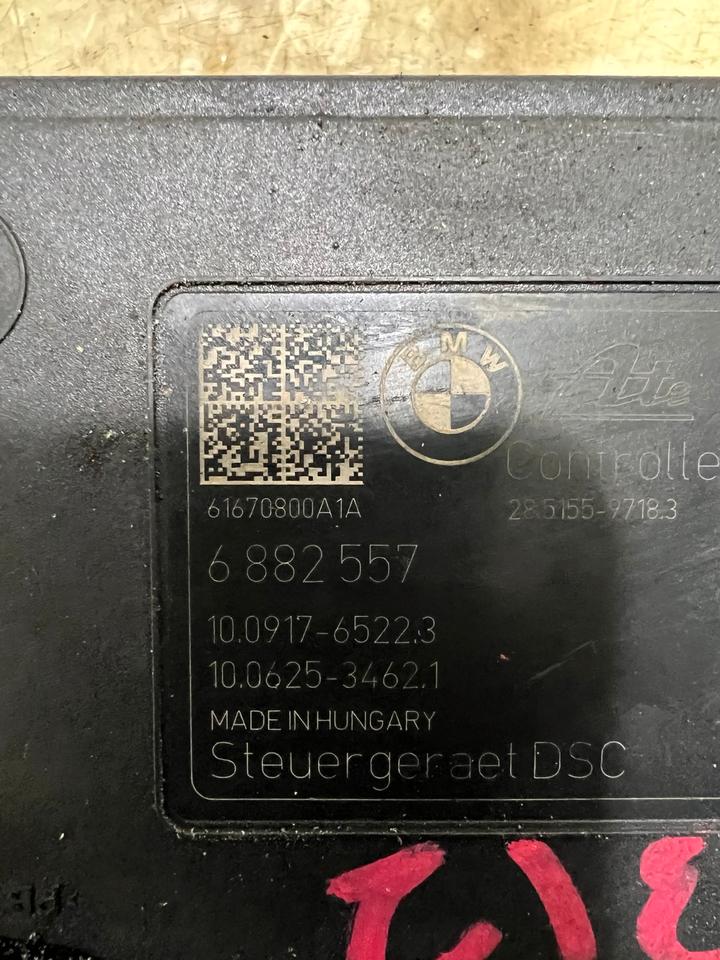 BMW
Ate
Controlle
61670800A1A
28.5155-9718.3
6 882 557
10.0917-6522.3
10.0625-3462.1
MADE IN HUNGARY
Steuergeraet DSC